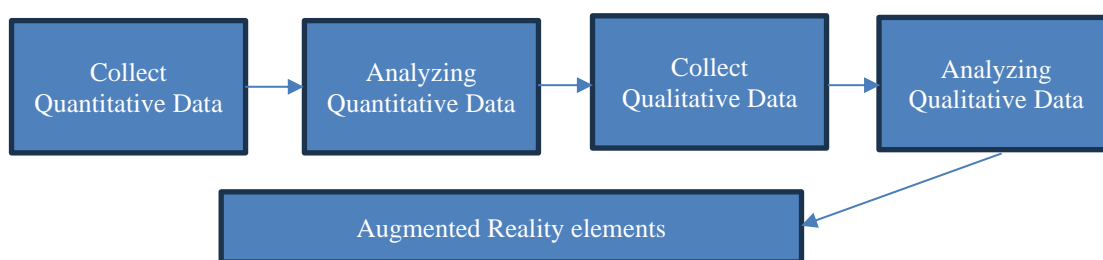 Collect
Quantitative Data
Analyzing
Quantitative Data
Collect
Qualitative Data
Analyzing
Qualitative Data
Augmented Reality elements